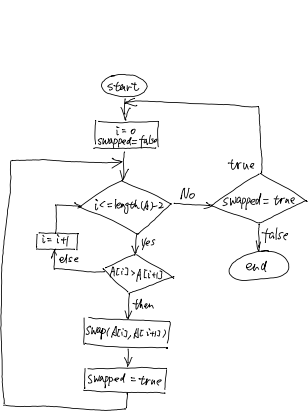 start
i = 0
swapped = false
i <= length(A)-2
No
swapped = true
true
false
end
yes
i = i+1
else
A[i] > A[i+1]
then
swap(A[i], A[i+1])
swapped = true